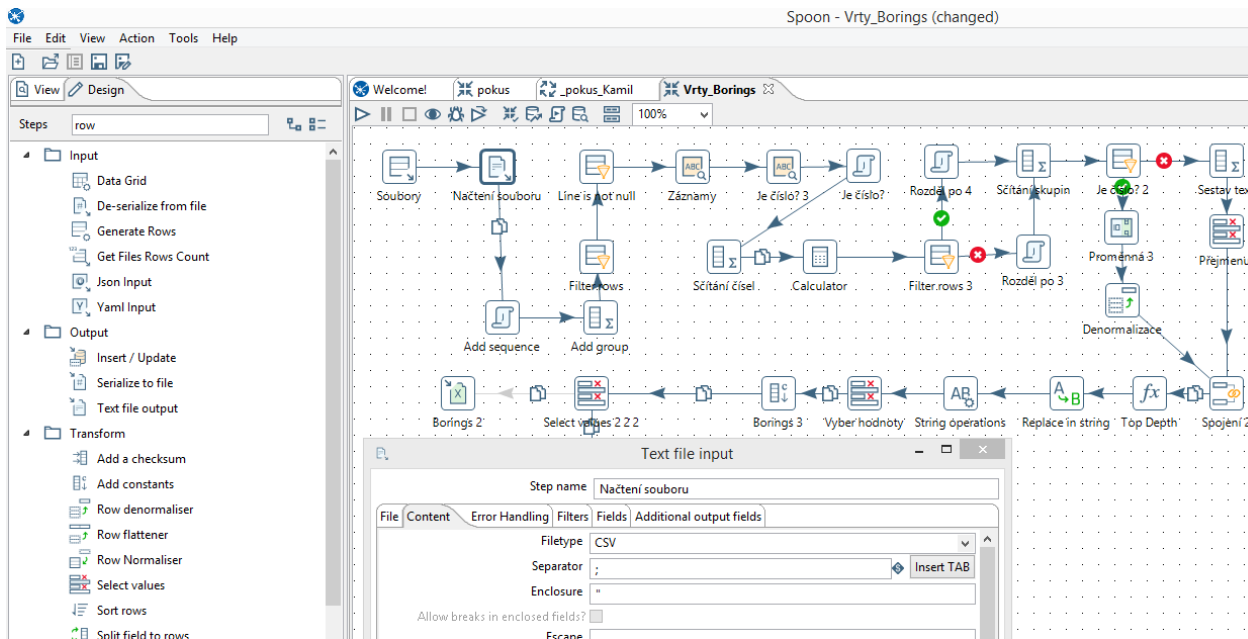 Spoon - Vrty_Borings (changed)
File Edit View Action Tools Help
View Design
Steps row
Input
Data Grid
De-serialize from file
Generate Rows
Get Files Rows Count
Json Input
Yaml Input
Output
Insert / Update
Serialize to file
Text file output
Transform
Add a checksum
Add constants
Row denormaliser
Row flattener
Row Normaliser
Select values
Sort rows
Split field to rows
Welcome! pokus _pokus_Kamil Vrty_Borings
100%
Soubory Načtení souboru Line is not null Záznamy Je číslo? 3 Je číslo? Rozděl po 4 Sčítání skupin Je číslo? 2 Sestav tex
Filter rows Sčítání čísel Calculator Filter rows 3 Rozděl po 3 Proměnná 3 Přejmenu
Add sequence Add group Denormalizace
Borings 2 Select values 2 2 2 Borings 3 Vyber hodnoty String operations Replace in string Top Depth Spojení 2
Text file input
Step name Načtení souboru
File Content Error Handling Filters Fields Additional output fields
Filetype CSV
Separator ; Insert TAB
Enclosure "
Allow breaks in enclosed fields?
Escape